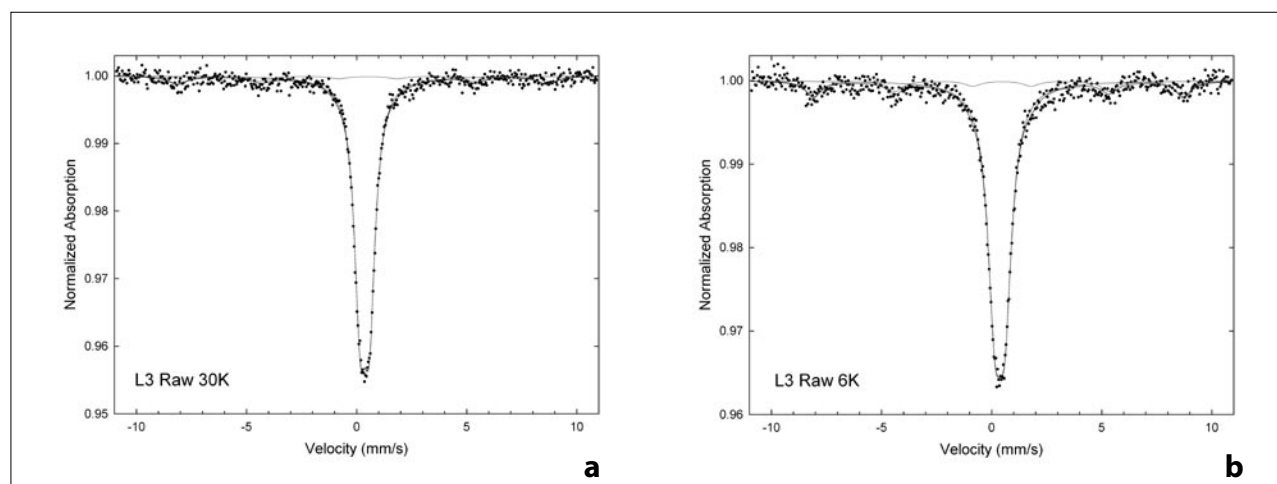 1.00
0.99
0.98
0.97
0.96
0.95
Normalized Absorption
L3 Raw 30K
-10 -5 0 5 10
Velocity (mm/s)
a
1.00
0.99
0.98
0.97
0.96
Normalized Absorption
L3 Raw 6K
-10 -5 0 5 10
Velocity (mm/s)
b